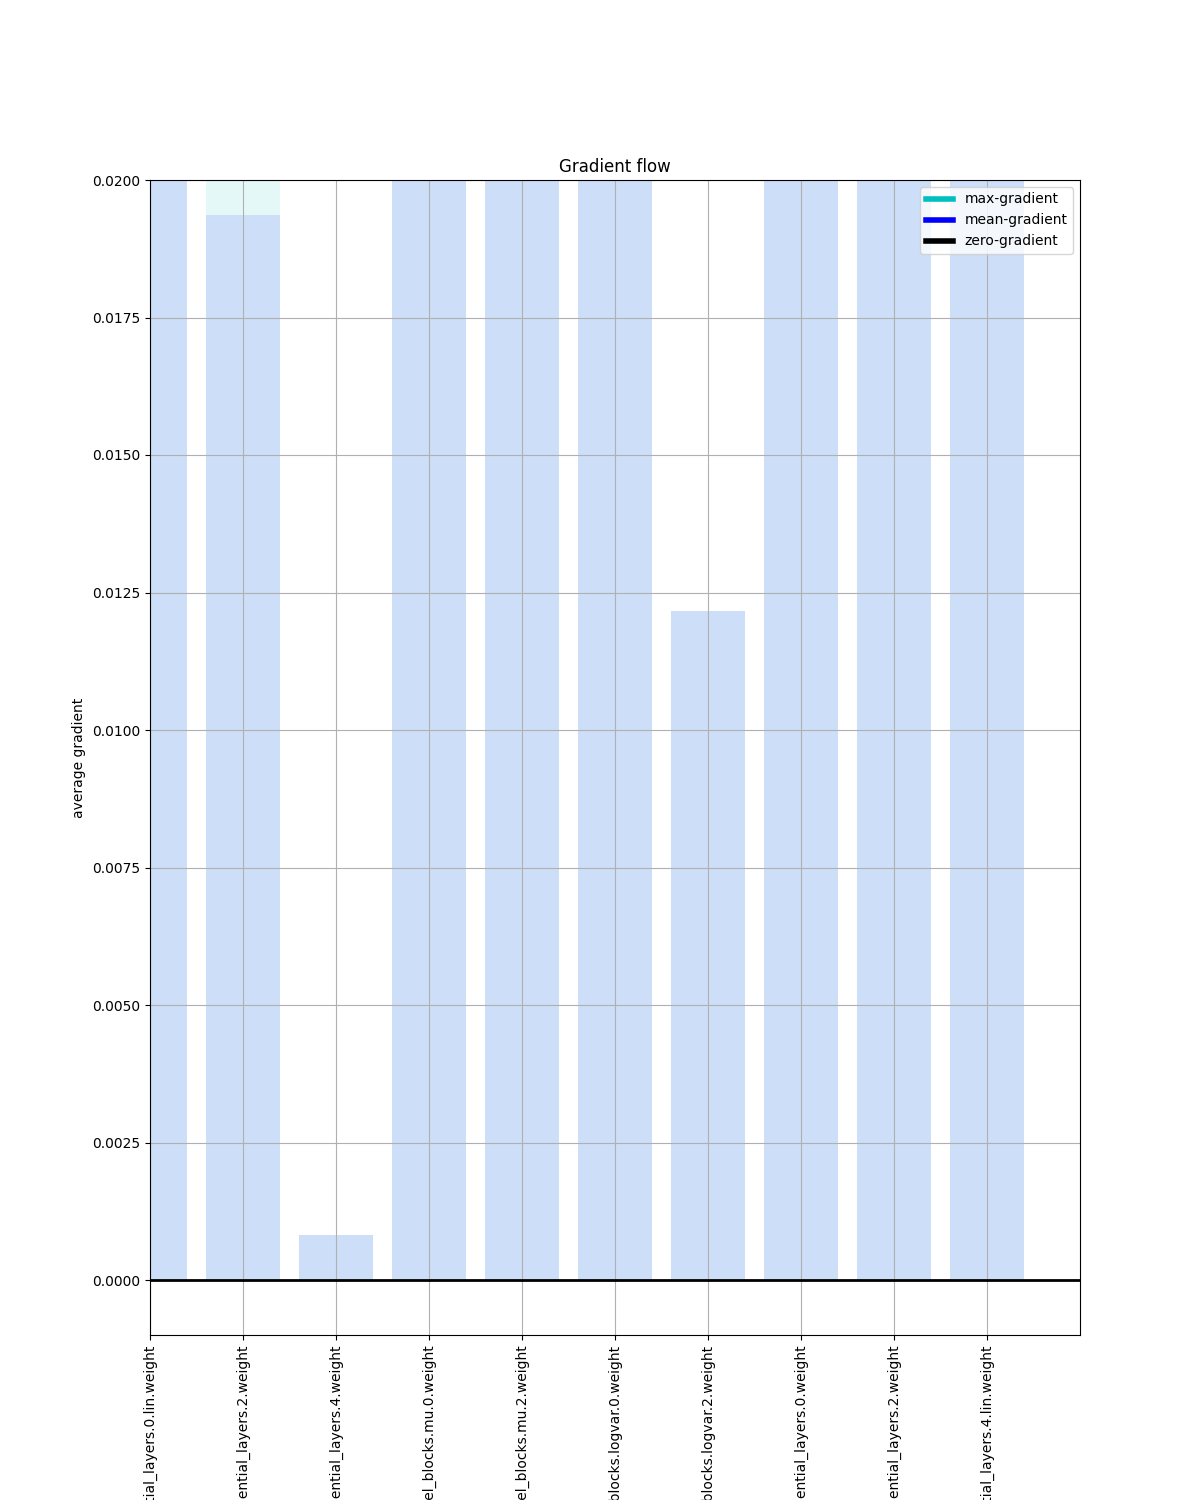 Gradient flow
max-gradient
mean-gradient
zero-gradient
average gradient
0.0200
0.0175
0.0150
0.0125
0.0100
0.0075
0.0050
0.0025
0.0000
tial_layers.0.lin.weight
ential_layers.2.weight
ential_layers.4.weight
el_blocks.mu.0.weight
el_blocks.mu.2.weight
blocks.logvar.0.weight
blocks.logvar.2.weight
ential_layers.0.weight
ential_layers.2.weight
tial_layers.4.lin.weight